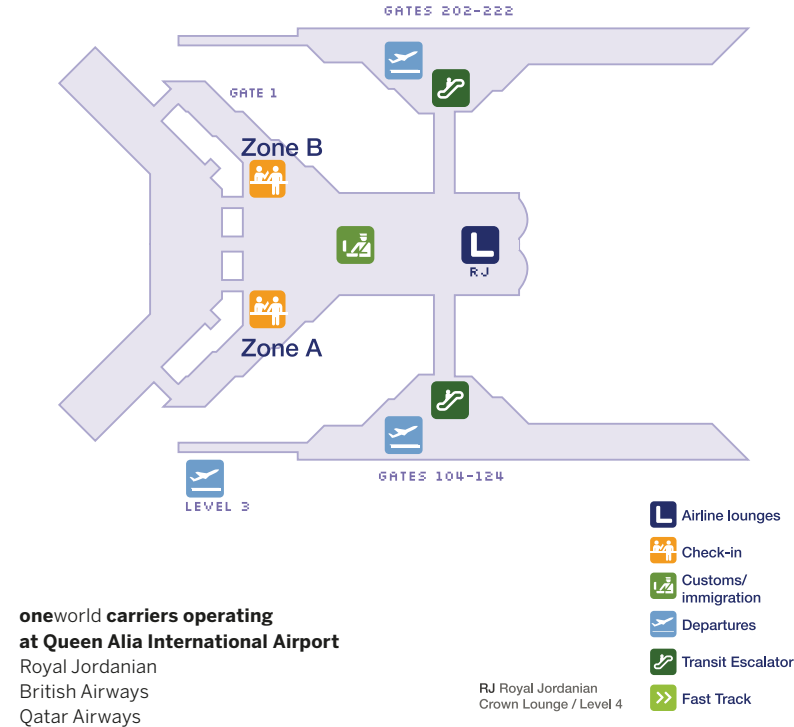 GATES 202-222
GATE 1
Zone B
L
RJ
Zone A
GATES 104-124
LEVEL 3
L Airline lounges
Check-in
Customs/
immigration
Departures
Transit Escalator
Fast Track
oneworld carriers operating
at Queen Alia International Airport
Royal Jordanian
British Airways
Qatar Airways
RJ Royal Jordanian
Crown Lounge / Level 4